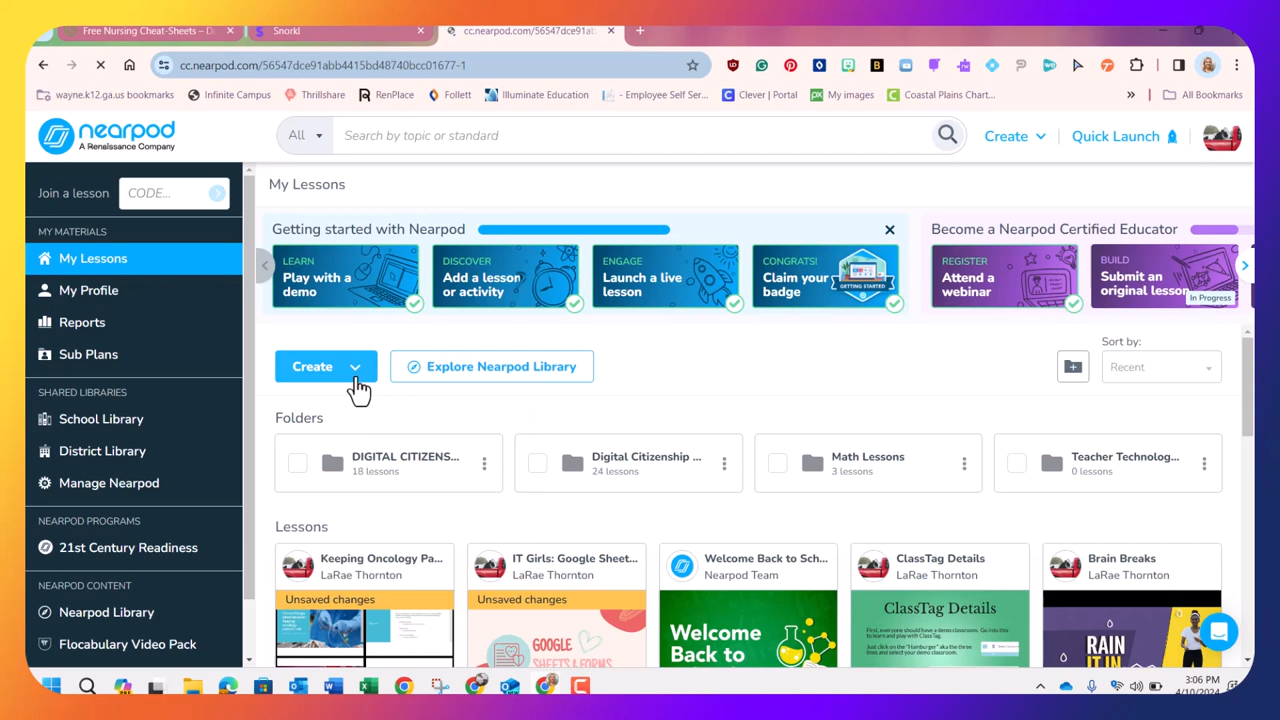 Free Nursing Cheat-Sheets – D
Snorkl
cc.nearpod.com/56547dce91ab
cc.nearpod.com/56547dce91abb4415bd48740bcc01677-1
wayne.k12.ga.us bookmarks
Infinite Campus
Thrillshare
RenPlace
Follett
Illuminate Education
- Employee Self Ser...
Clever | Portal
My images
Coastal Plains Chart...
All Bookmarks
nearpod
A Renaissance Company
All
Search by topic or standard
Create
Quick Launch
Join a lesson
CODE...
MY MATERIALS
My Lessons
My Profile
Reports
Sub Plans
SHARED LIBRARIES
School Library
District Library
Manage Nearpod
NEARPOD PROGRAMS
21st Century Readiness
NEARPOD CONTENT
Nearpod Library
Flocabulary Video Pack
My Lessons
Getting started with Nearpod
LEARN
Play with a
demo
DISCOVER
Add a lesson
or activity
ENGAGE
Launch a live
lesson
CONGRATS!
Claim your
badge
GETTING STARTED
Become a Nearpod Certified Educator
REGISTER
Attend a
webinar
BUILD
Submit an
original lesson
In Progress
Create
Explore Nearpod Library
Sort by:
Recent
Folders
DIGITAL CITIZENS...
18 lessons
Digital Citizenship ...
24 lessons
Math Lessons
3 lessons
Teacher Technolog...
0 lessons
Lessons
Keeping Oncology Pa...
LaRae Thornton
Unsaved changes
IT Girls: Google Sheet...
LaRae Thornton
Unsaved changes
GOOGLE
SHEETS & FORMS
Welcome Back to Sch...
Nearpod Team
Welcome
Back to
ClassTag Details
LaRae Thornton
ClassTag Details
Brain Breaks
LaRae Thornton
RAIN
IT IN
3:06 PM
4/10/2024